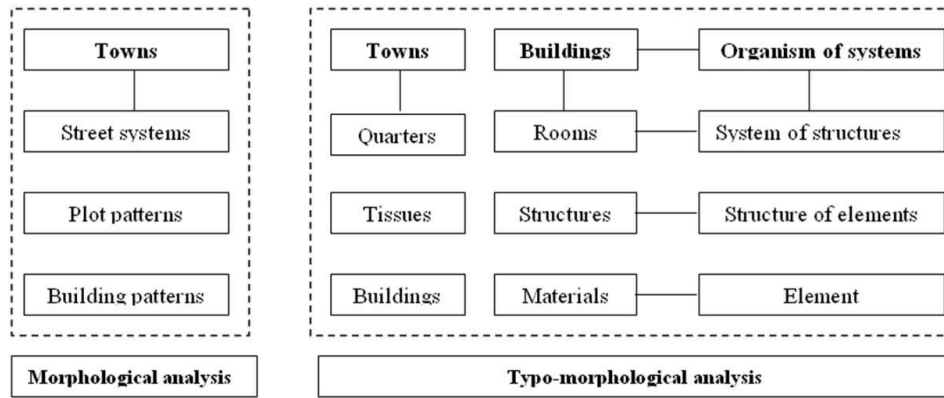 Towns
Towns
Buildings
Organism of systems
Street systems
Quarters
Rooms
System of structures
Plot patterns
Tissues
Structures
Structure of elements
Building patterns
Buildings
Materials
Element
Morphological analysis
Typo-morphological analysis